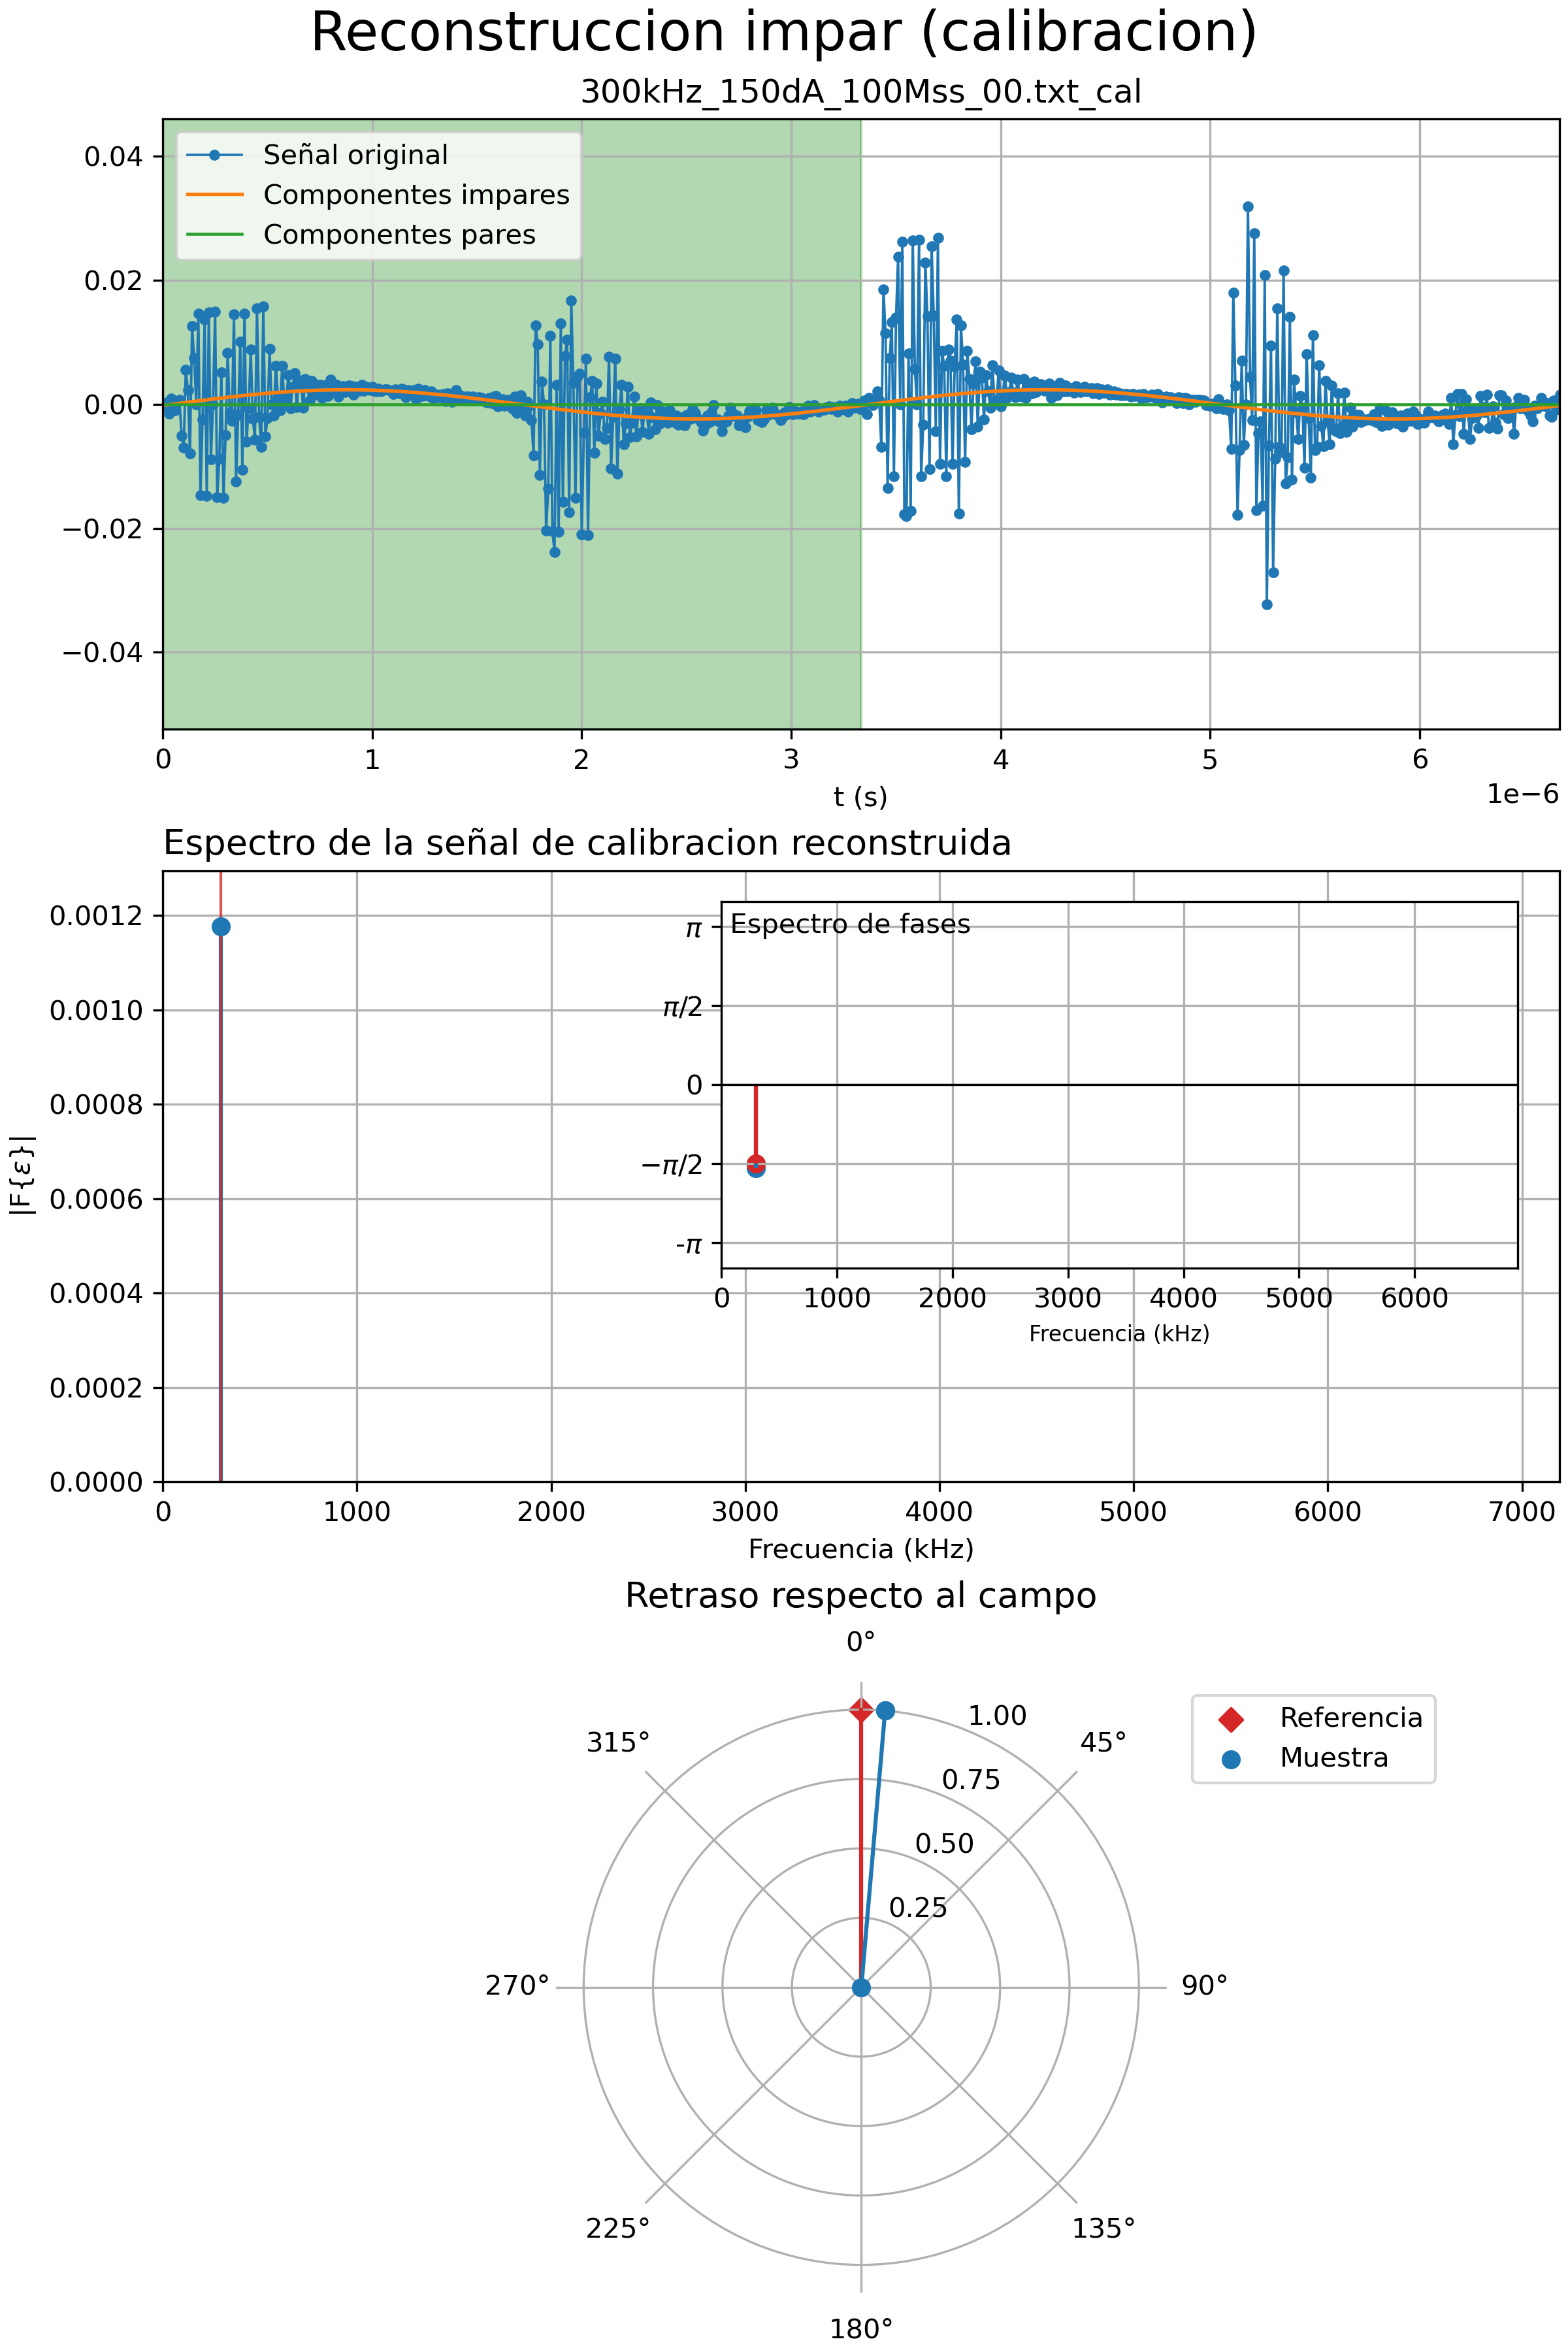 Reconstruccion impar (calibracion)
300kHz_150dA_100Mss_00.txt_cal
Señal original
Componentes impares
Componentes pares
0.04
0.02
0.00
−0.02
−0.04
0 1 2 3 4 5 6
t (s)
1e−6
Espectro de la señal de calibracion reconstruida
0.0012
0.0010
0.0008
0.0006
0.0004
0.0002
0.0000
|F{ε}|
Espectro de fases
π
π/2
0
−π/2
-π
0 1000 2000 3000 4000 5000 6000
Frecuencia (kHz)
0 1000 2000 3000 4000 5000 6000 7000
Frecuencia (kHz)
Retraso respecto al campo
0°
45°
90°
135°
180°
225°
270°
315°
1.00
0.75
0.50
0.25
Referencia
Muestra